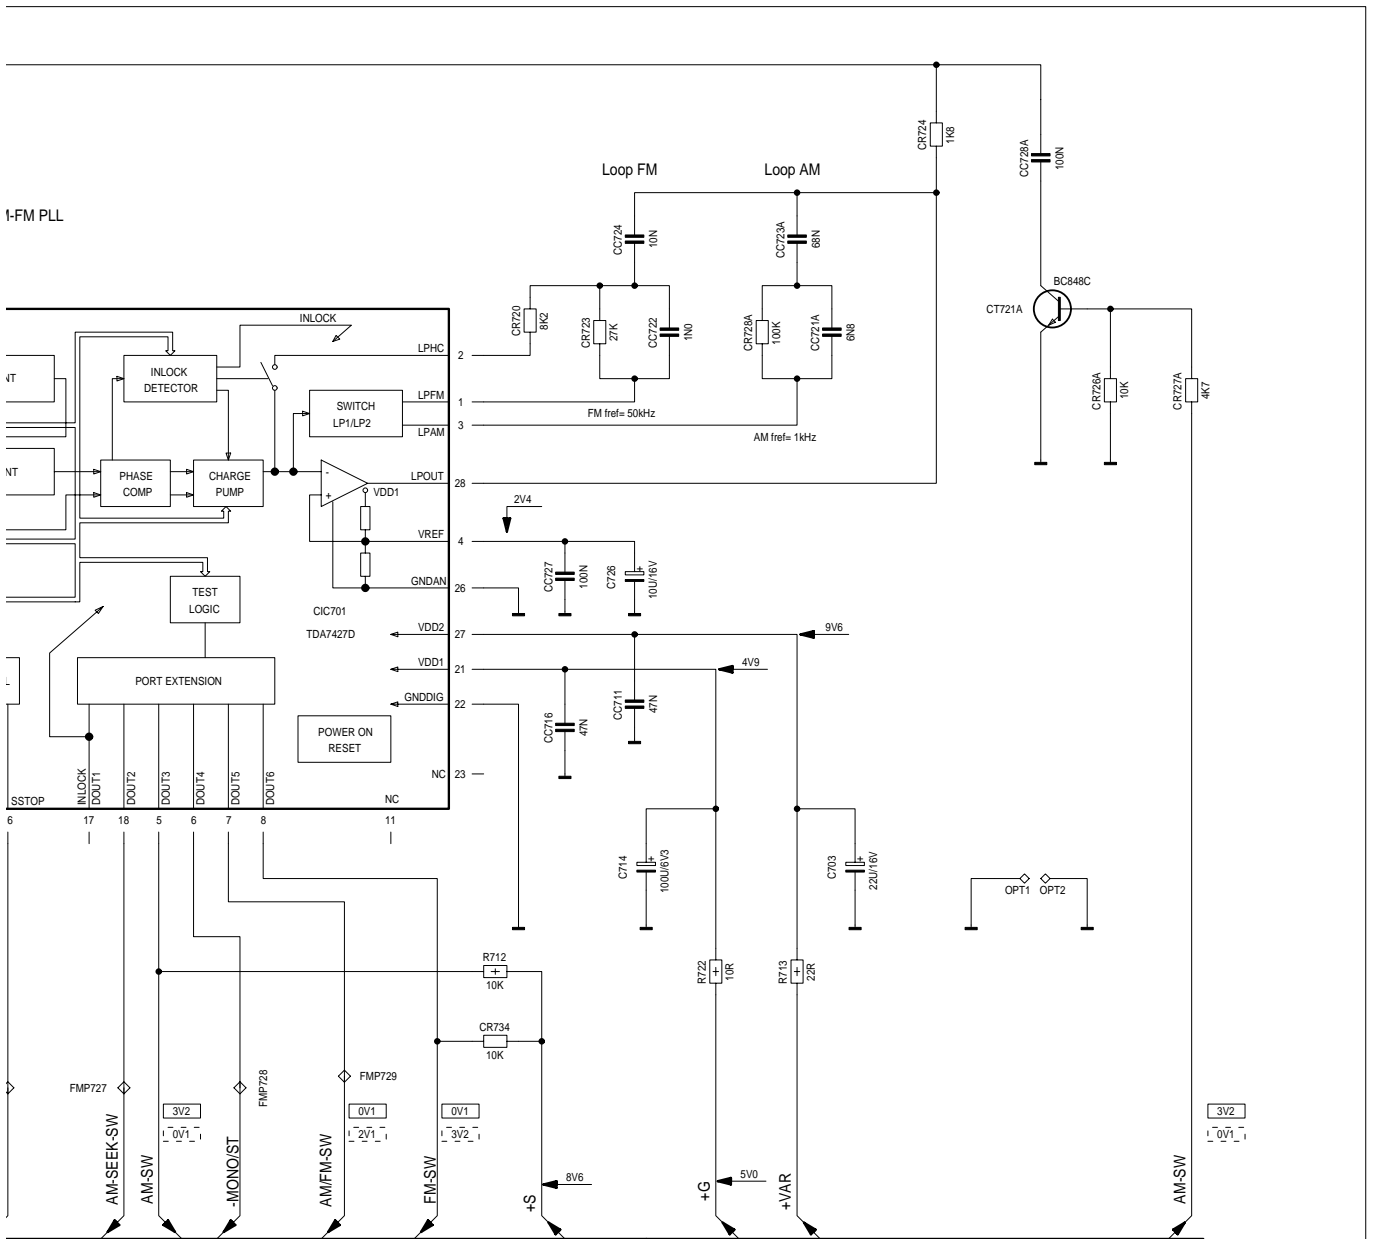 Loop FM
Loop AM
CR724
1K8
CC728A
100N
M-FM PLL
CC724
10N
CC723A
68N
BC848C
CT721A
CR720
8K2
CR723
27K
CC722
1N0
CR728A
100K
CC721A
6N8
CR726A
10K
CR727A
4K7
INLOCK
LPHC
2
NT
INLOCK
DETECTOR
SWITCH
LP1/LP2
LPFM
1
LPAM
3
FM fref= 50kHz
AM fref= 1kHz
NT
PHASE
COMP
CHARGE
PUMP
-
+
VDD1
LPOUT
28
2V4
VREF
4
GNDAN
26
CC727
100N
C726
+
10U/16V
TEST
LOGIC
CIC701
TDA7427D
VDD2
27
9V6
VDD1
21
4V9
L
PORT EXTENSION
GNDDIG
22
CC716
47N
CC711
47N
POWER ON
RESET
NC
23
SSTOP
INLOCK
DOUT1
DOUT2
DOUT3
DOUT4
DOUT5
DOUT6
NC
6
17
18
5
6
7
8
11
C714
+
100U/6V3
C703
+
22U/16V
OPT1
OPT2
R712
+
10K
R722
+
10R
R713
+
22R
CR734
10K
FMP727
FMP728
FMP729
3V2
0V1
0V1
2V1
0V1
3V2
3V2
0V1
AM-SEEK-SW
AM-SW
-MONO/ST
AM/FM-SW
FM-SW
+S
8V6
+G
5V0
+VAR
AM-SW